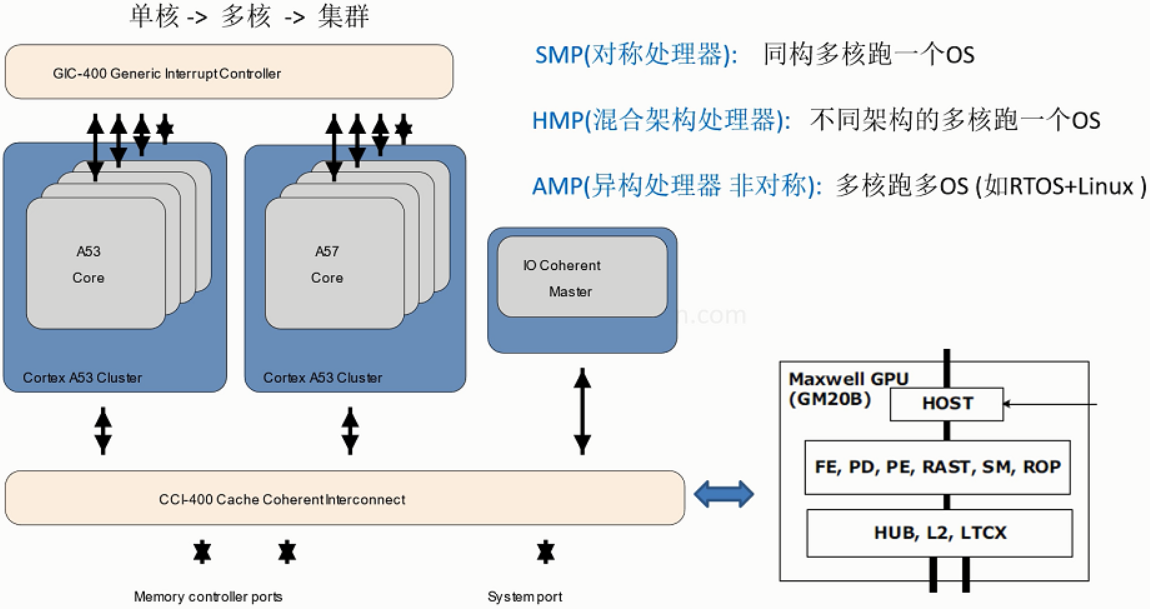 单核 -> 多核 -> 集群
GIC-400 Generic Interrupt Controller
SMP(对称处理器): 同构多核跑一个OS
HMP(混合架构处理器): 不同架构的多核跑一个OS
AMP(异构处理器 非对称): 多核跑多OS (如RTOS+Linux )
A53
Core
Cortex A53 Cluster
A57
Core
Cortex A53 Cluster
IO Coherent
Master
CCI-400 Cache Coherent Interconnect
Memory controller ports
System port
Maxwell GPU
(GM20B)
HOST
FE, PD, PE, RAST, SM, ROP
HUB, L2, LTCX